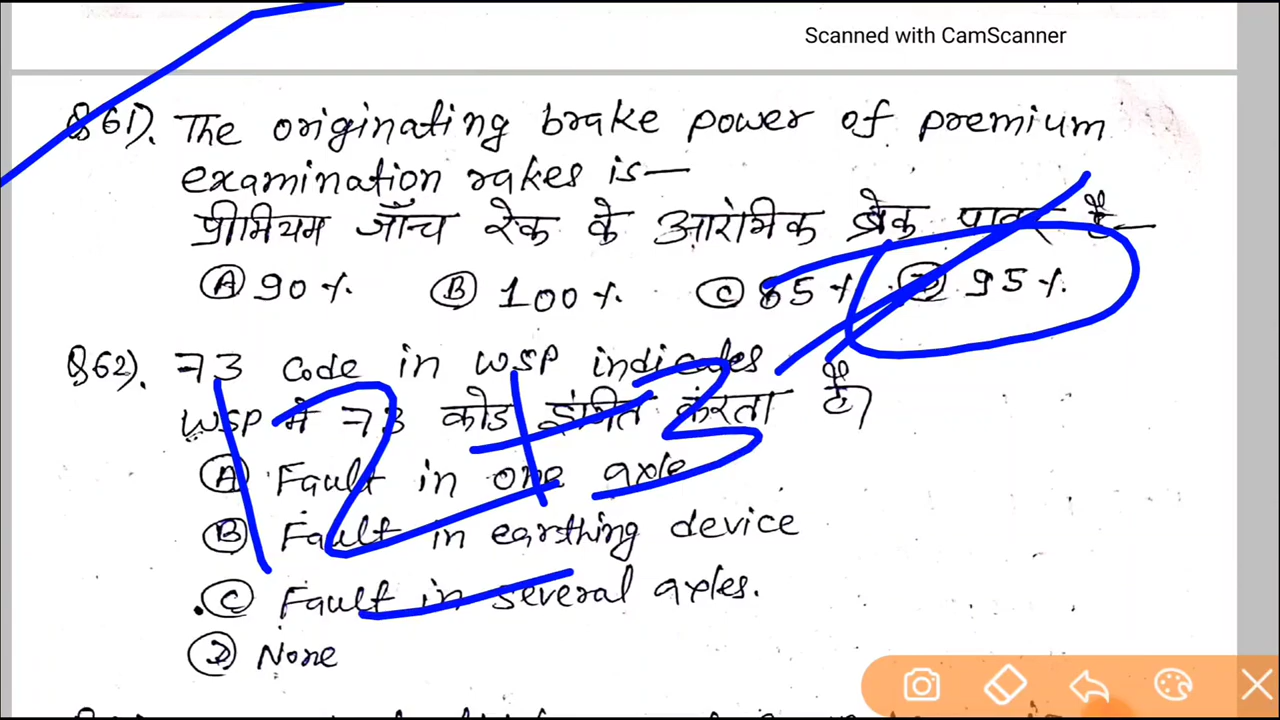 Scanned with CamScanner
Q61). The originating brake power of premium
examination rakes is—
प्रीमियम जाँच रेक के आरंभिक ब्रेक पावर है—
(A) 90% (B) 100% (C) 85% (D) 95%
Q62). 73 Code in WSP indicates
WSP में 73 कोड इंगित करता है?
(A) Fault in one axle
(B) Fault in earthing device
(C) Fault in several axles.
(D) None
12+3